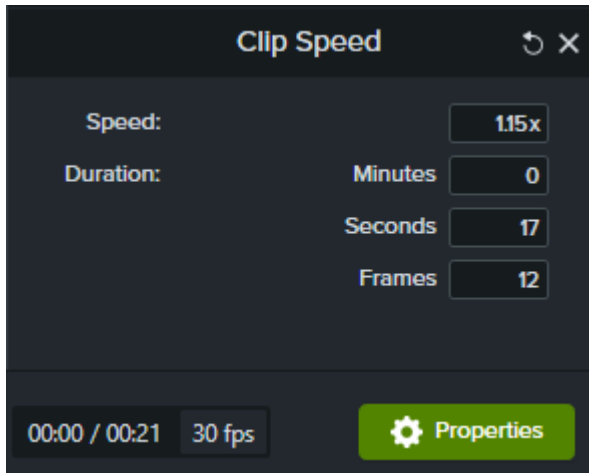 Clip Speed
Speed: 1.15x
Duration: Minutes 0
Seconds 17
Frames 12
00:00 / 00:21 30 fps Properties